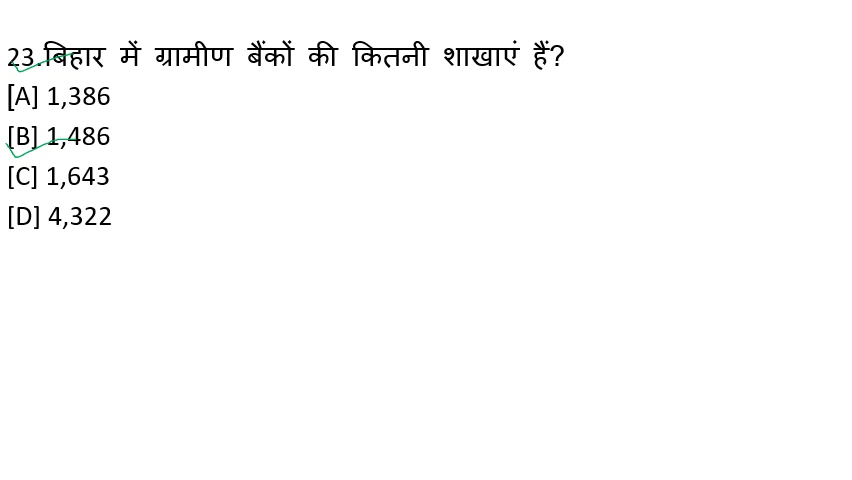 23.बिहार में ग्रामीण बैंकों की कितनी शाखाएं हैं?
[A] 1,386
[B] 1,486
[C] 1,643
[D] 4,322